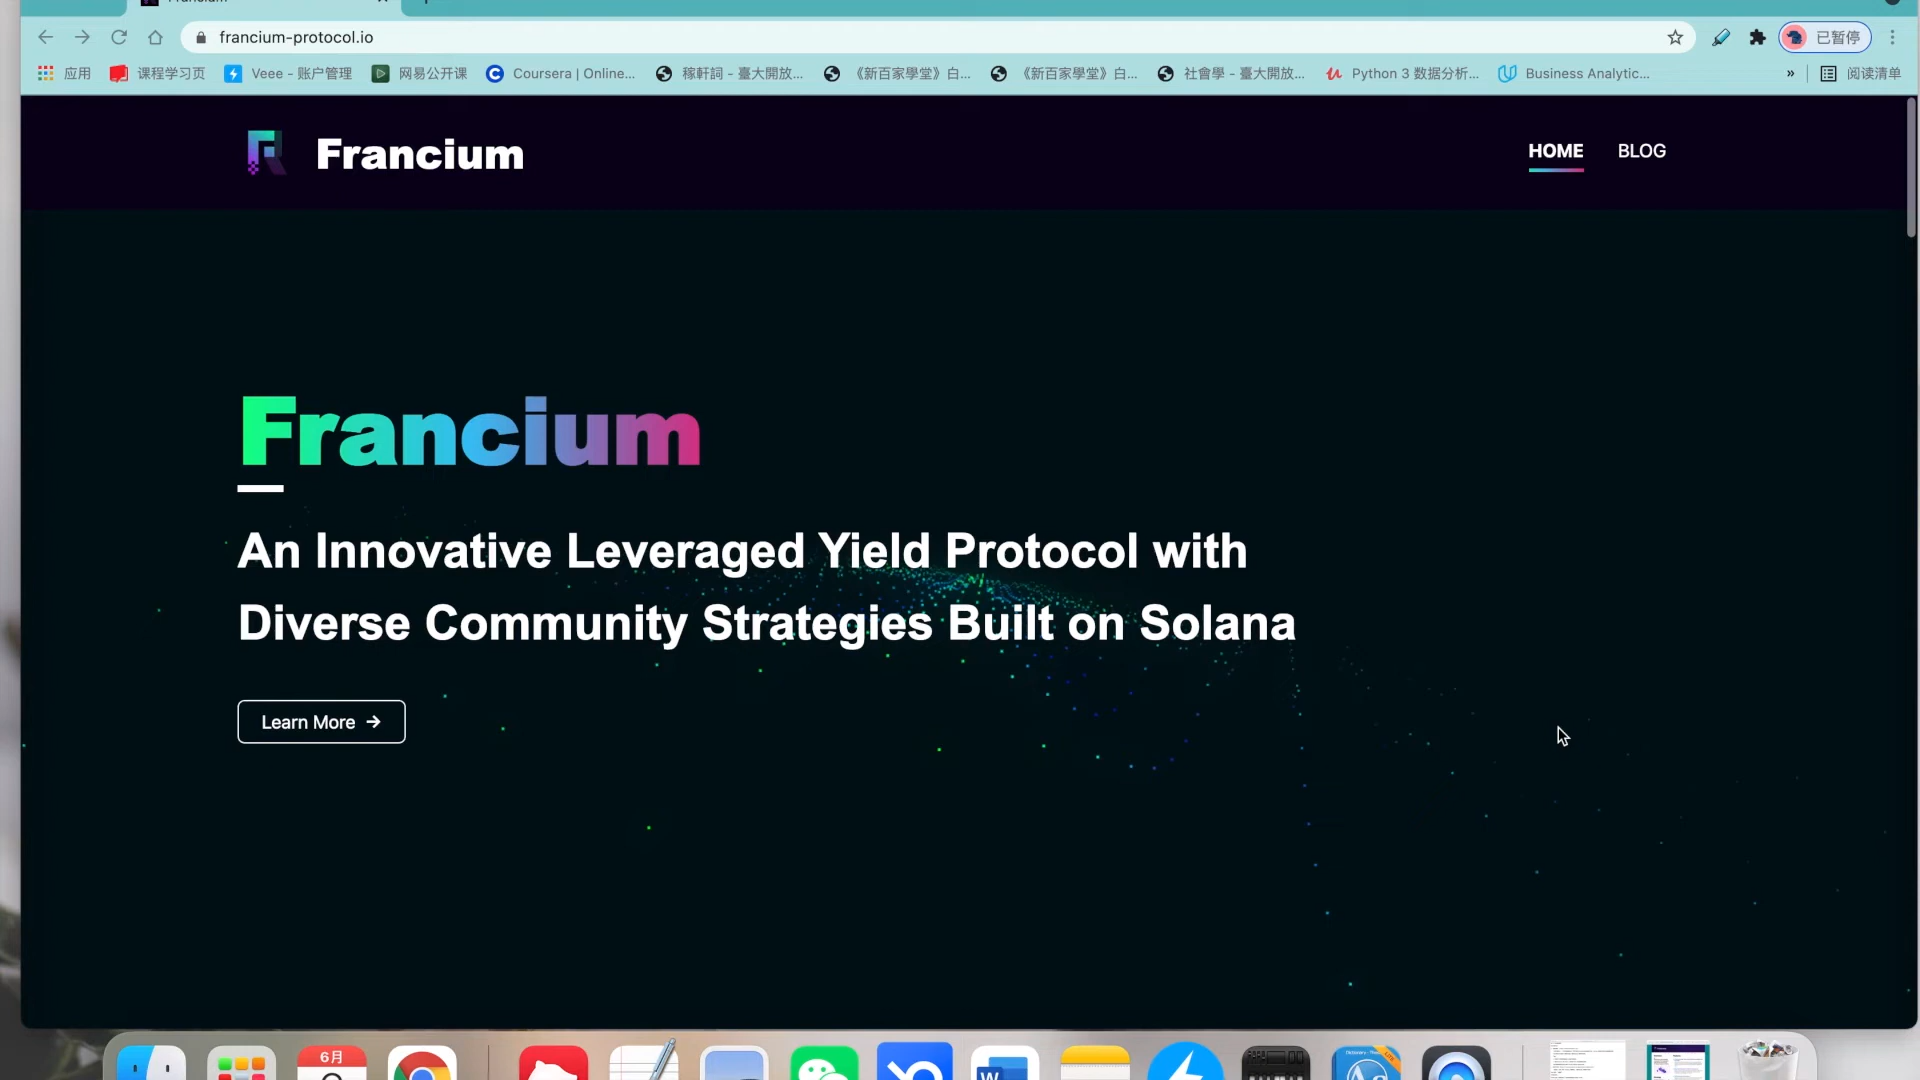 francium-protocol.io
已暂停
应用
课程学习页
Veee - 账户管理
网易公开课
Coursera | Online...
稼軒詞 - 臺大開放...
《新百家學堂》白...
《新百家學堂》白...
社會學 - 臺大開放...
Python 3 数据分析...
Business Analytic...
»
阅读清单
Francium
HOME
BLOG
Francium
An Innovative Leveraged Yield Protocol with
Diverse Community Strategies Built on Solana
Learn More →
6月
W